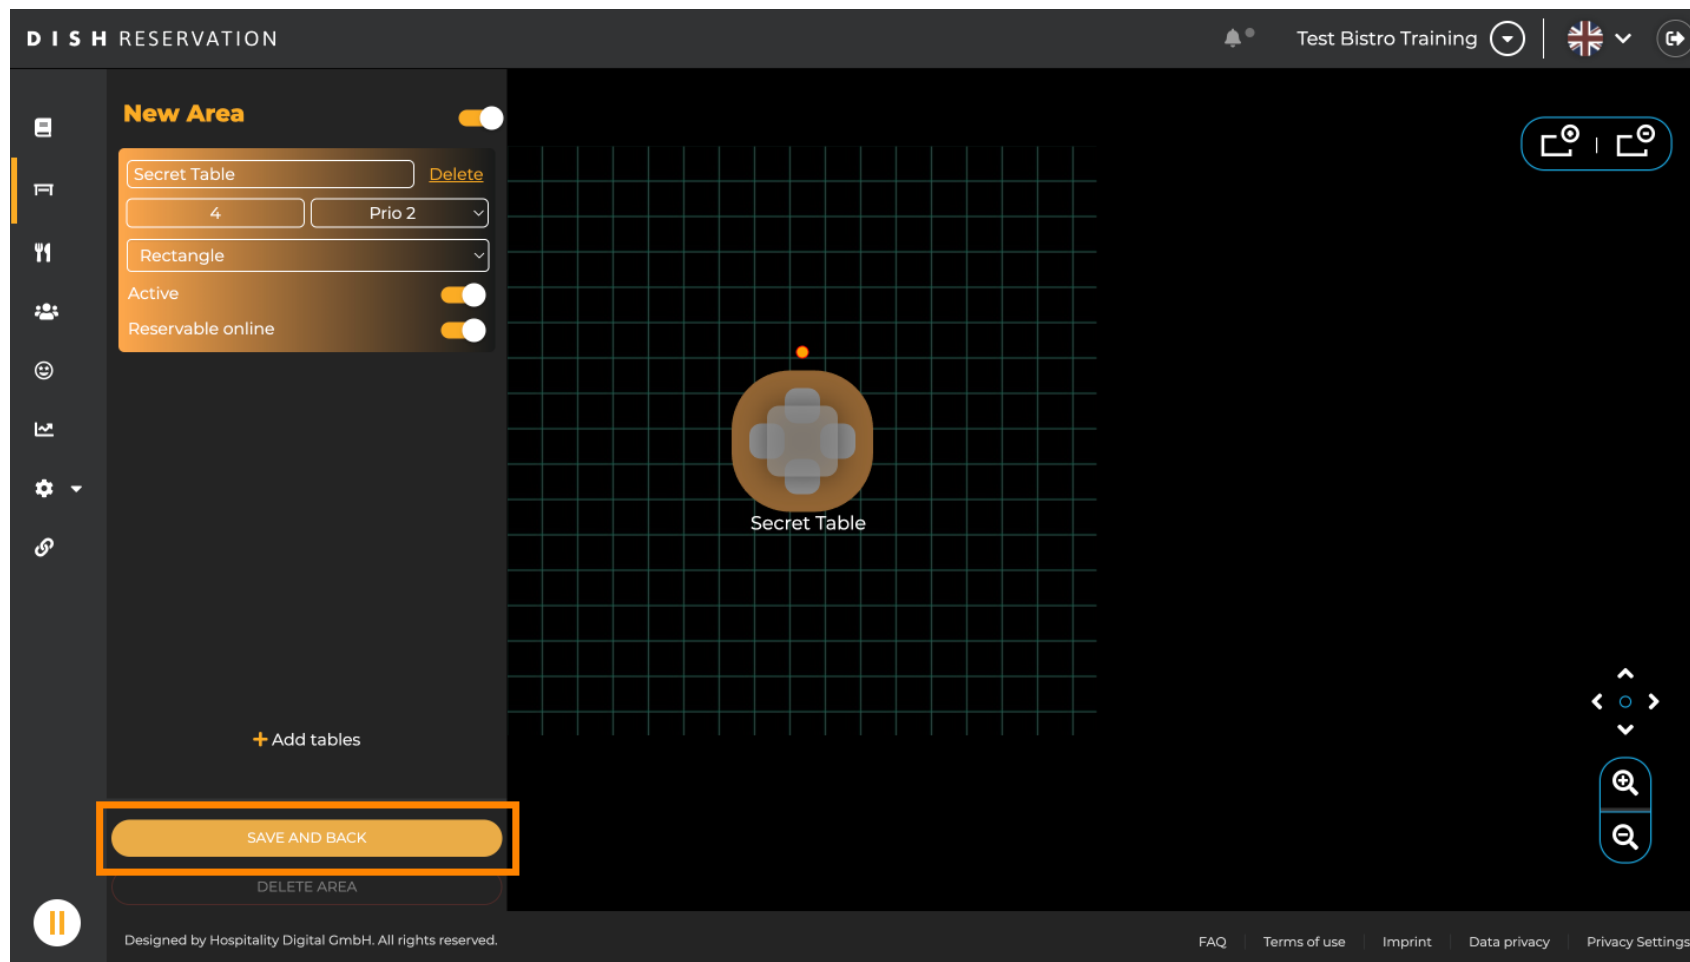 DISH RESERVATION
Test Bistro Training
New Area
Secret Table
Delete
4
Prio 2
Rectangle
Active
Reservable online
Secret Table
Add tables
SAVE AND BACK
DELETE AREA
Designed by Hospitality Digital GmbH. All rights reserved.
FAQ
Terms of use
Imprint
Data privacy
Privacy Settings